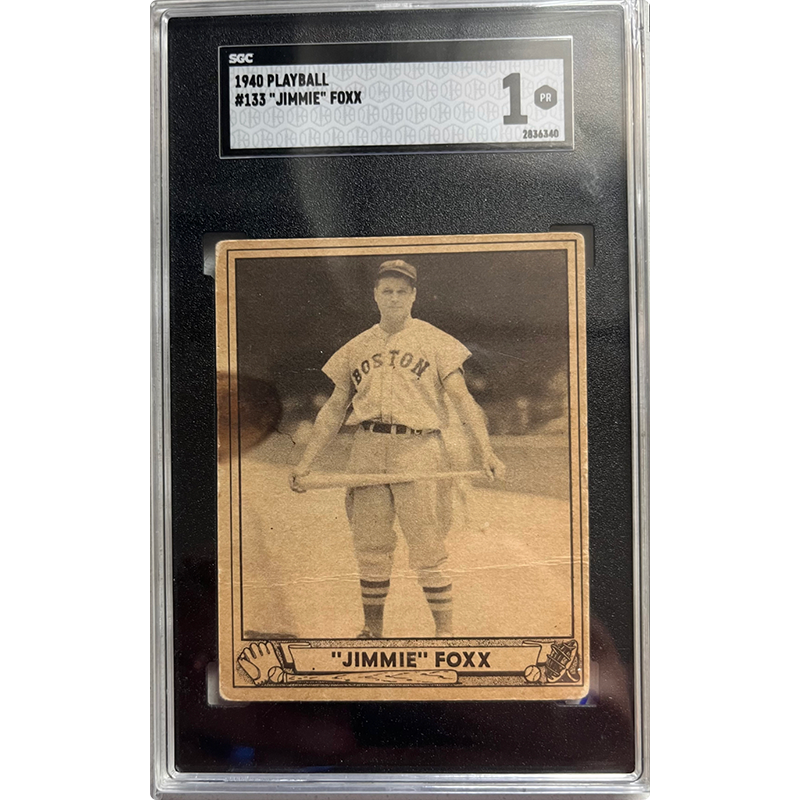 SGC
1940 PLAYBALL
#133 "JIMMIE" FOXX
1 PR
2836340
BOSTON
"JIMMIE" FOXX